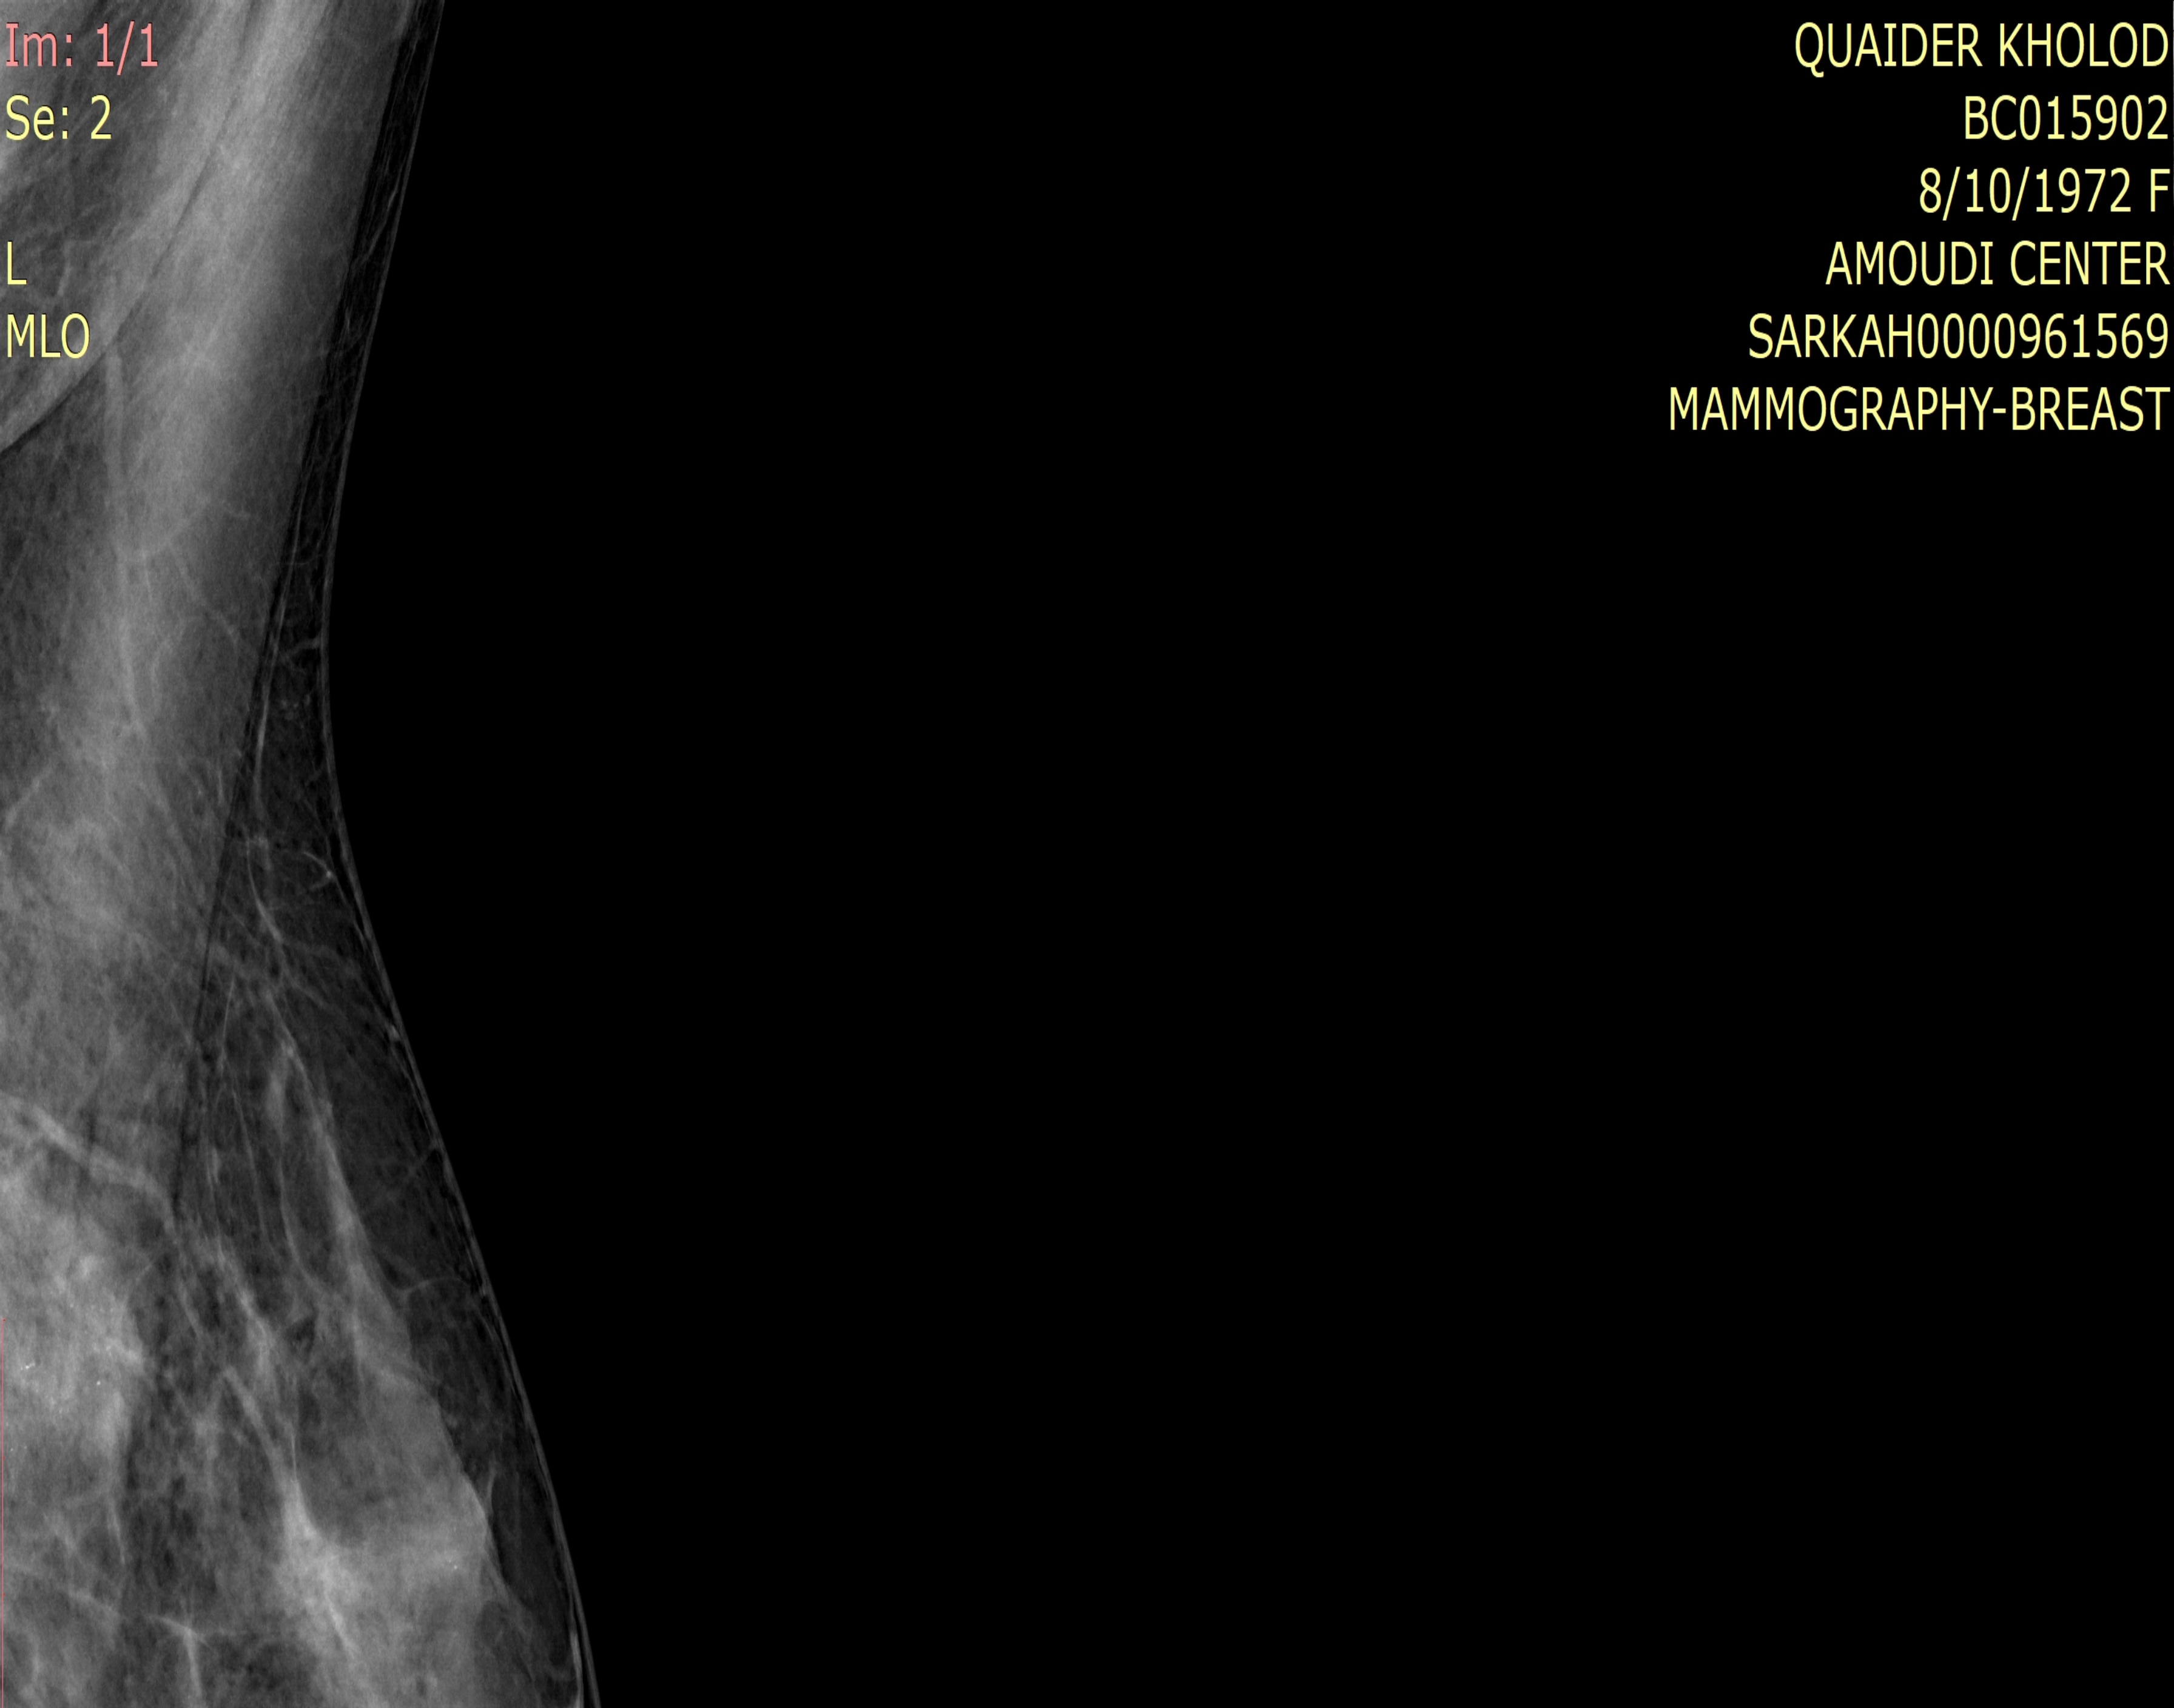 Im: 1/1
Se: 2
L
MLO
QUAIDER KHOLOD
BC015902
8/10/1972 F
AMOUDI CENTER
SARKAH0000961569
MAMMOGRAPHY-BREAST